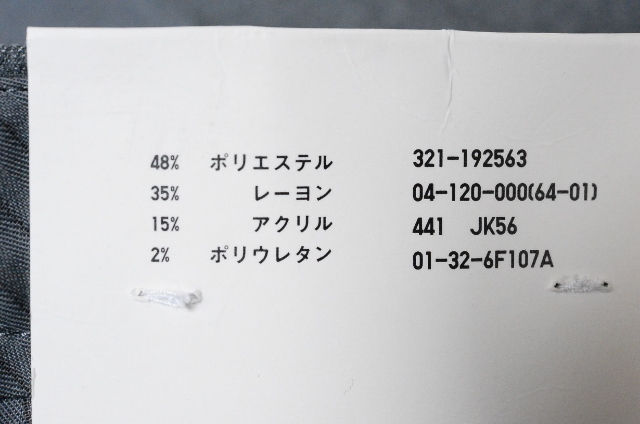 48% ポリエステル 321-192563
35% レーヨン 04-120-000(64-01)
15% アクリル 441 JK56
2% ポリウレタン 01-32-6F107A